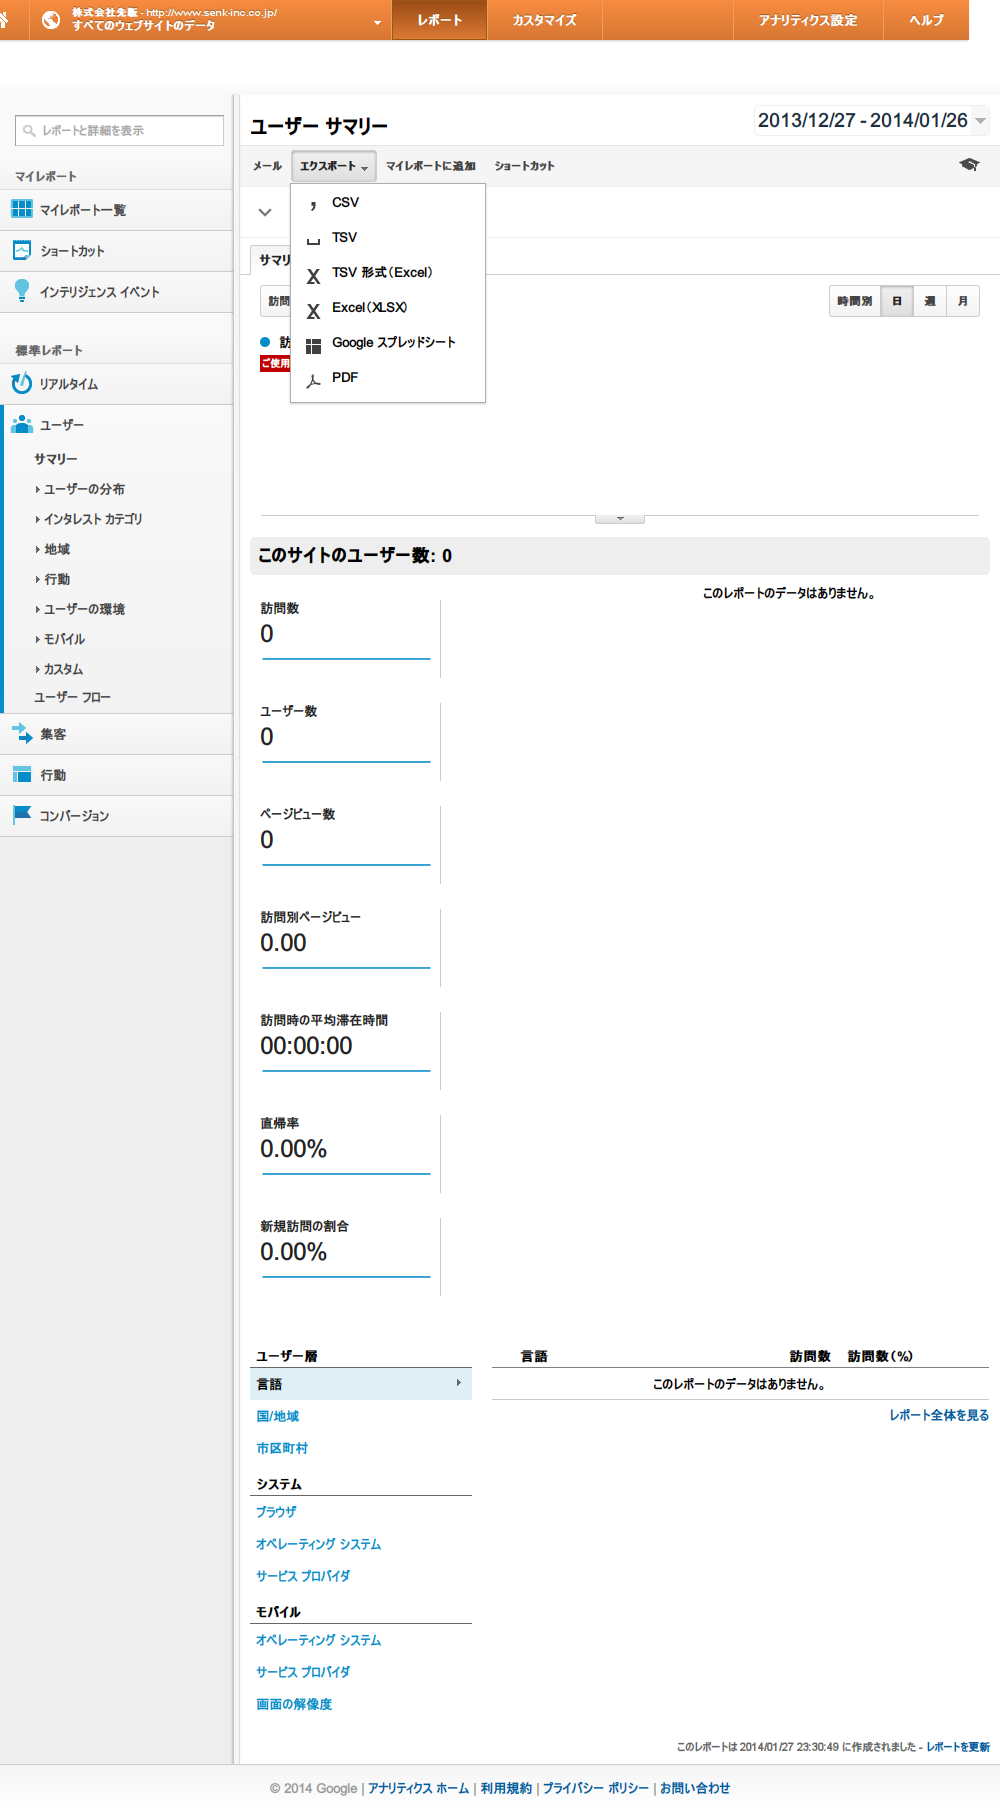 株式会社先駆 - http://www.senk-inc.co.jp/
すべてのウェブサイトのデータ
レポート
カスタマイズ
アナリティクス設定
ヘルプ
レポートと詳細を表示
マイレポート
マイレポート一覧
ショートカット
インテリジェンス イベント
標準レポート
リアルタイム
ユーザー
サマリー
ユーザーの分布
インタレスト カテゴリ
地域
行動
ユーザーの環境
モバイル
カスタム
ユーザー フロー
集客
行動
コンバージョン
ユーザー サマリー
2013/12/27 - 2014/01/26
メール エクスポート マイレポートに追加 ショートカット
CSV
TSV
TSV 形式（Excel）
Excel（XLSX）
Google スプレッドシート
PDF
サマリ
訪問
時間別 日 週 月
訪
ご使用
このサイトのユーザー数: 0
このレポートのデータはありません。
訪問数
0
ユーザー数
0
ページビュー数
0
訪問別ページビュー
0.00
訪問時の平均滞在時間
00:00:00
直帰率
0.00%
新規訪問の割合
0.00%
ユーザー層
言語
国/地域
市区町村
システム
ブラウザ
オペレーティング システム
サービス プロバイダ
モバイル
オペレーティング システム
サービス プロバイダ
画面の解像度
言語 訪問数 訪問数（%）
このレポートのデータはありません。
レポート全体を見る
このレポートは 2014/01/27 23:30:49 に作成されました - レポートを更新
© 2014 Google | アナリティクス ホーム | 利用規約 | プライバシー ポリシー | お問い合わせ